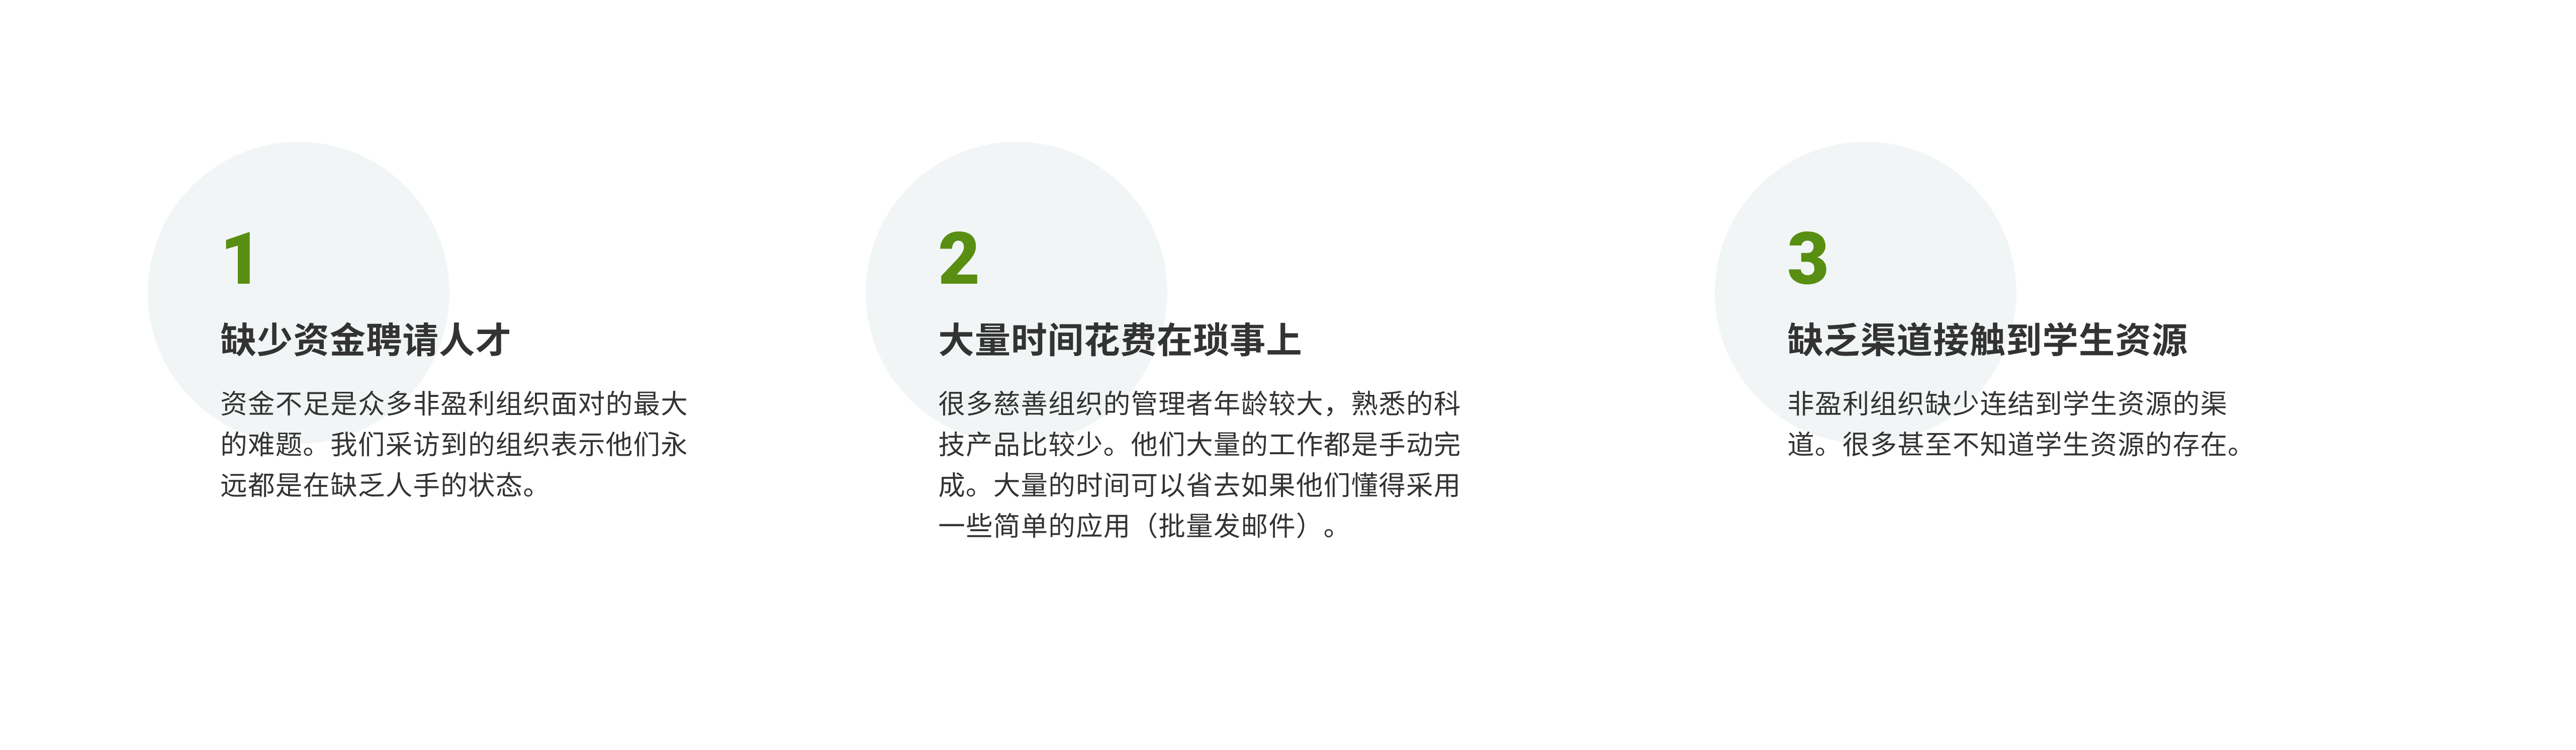 1
缺少资金聘请人才
资金不足是众多非盈利组织面对的最大
的难题。我们采访到的组织表示他们永
远都是在缺乏人手的状态。
2
大量时间花费在琐事上
很多慈善组织的管理者年龄较大，熟悉的科
技产品比较少。他们大量的工作都是手动完
成。大量的时间可以省去如果他们懂得采用
一些简单的应用（批量发邮件）。
3
缺乏渠道接触到学生资源
非盈利组织缺少连结到学生资源的渠
道。很多甚至不知道学生资源的存在。